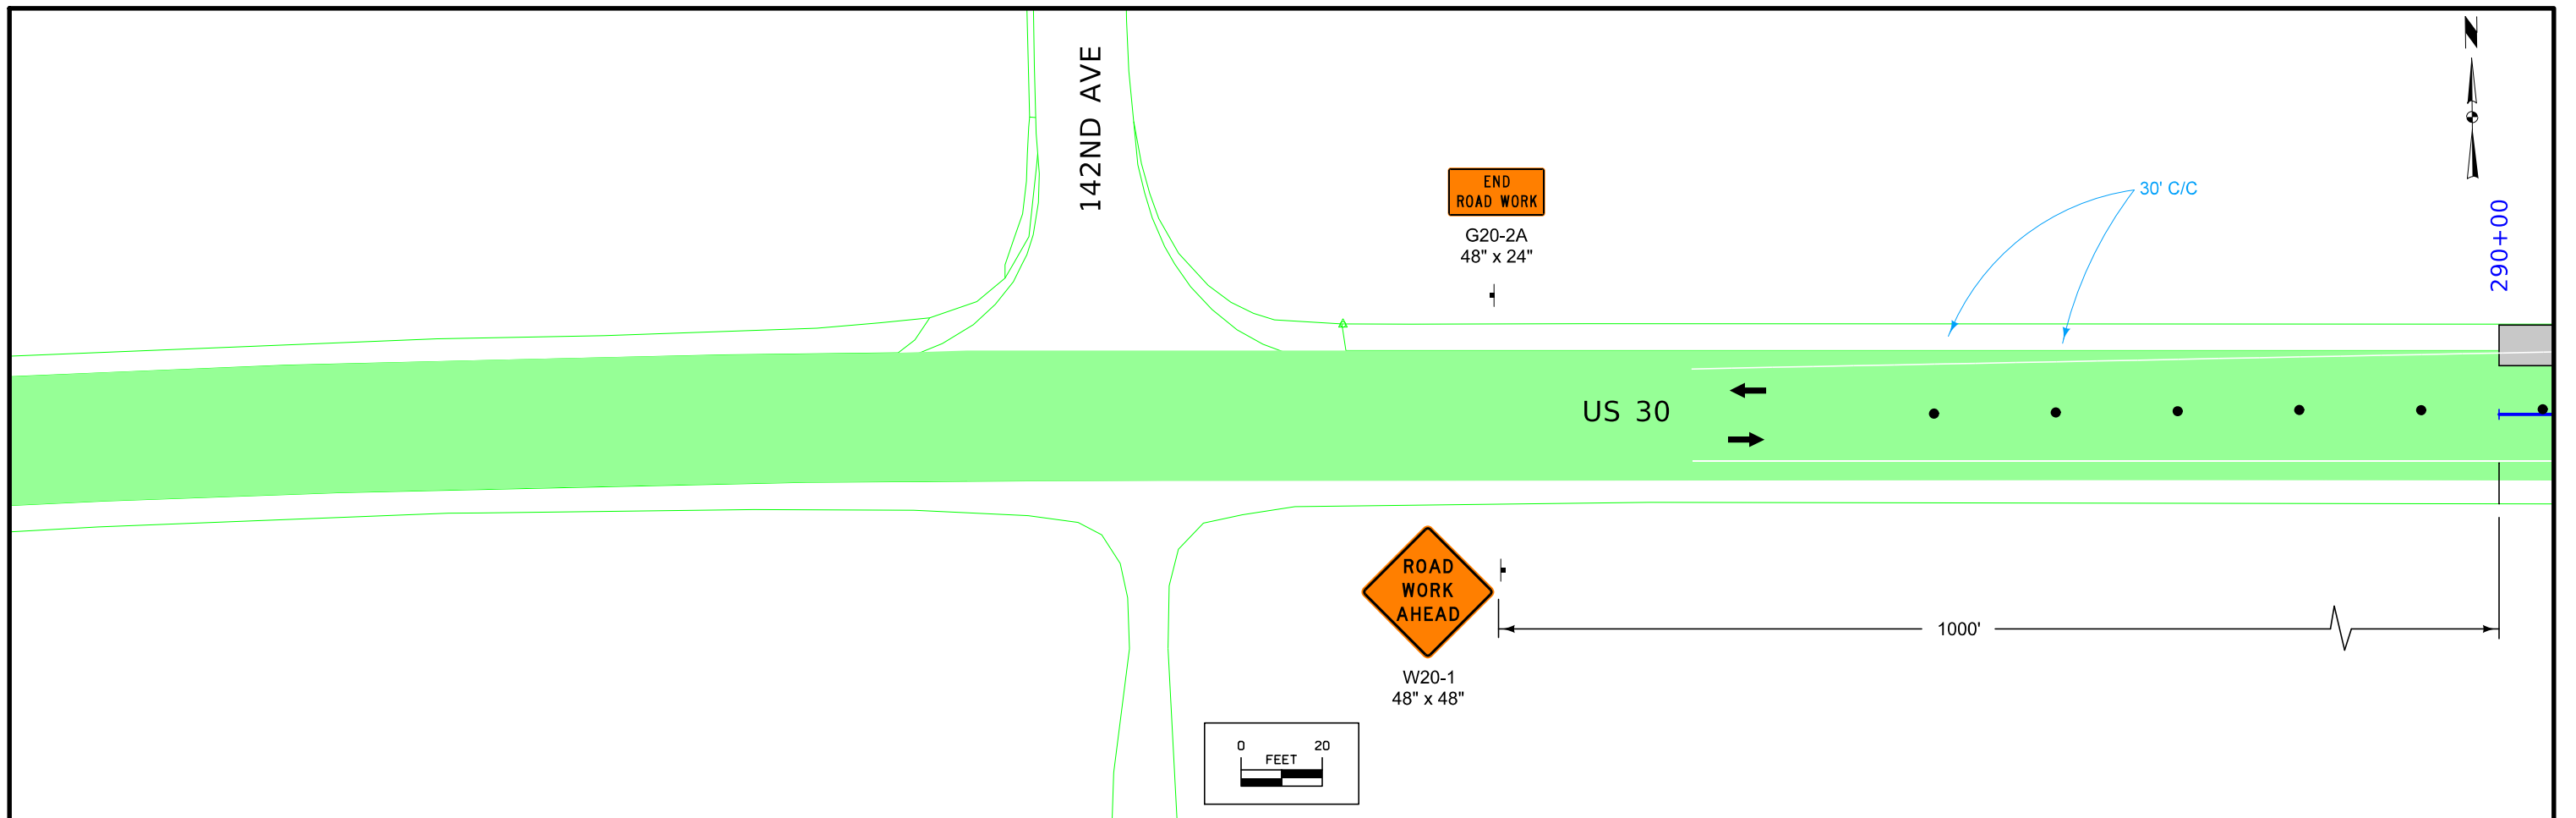 142ND AVE
N
END
ROAD WORK
G20-2A
48" x 24"
30' C/C
290+00
US 30
ROAD
WORK
AHEAD
W20-1
48" x 48"
1000'
0 20
FEET